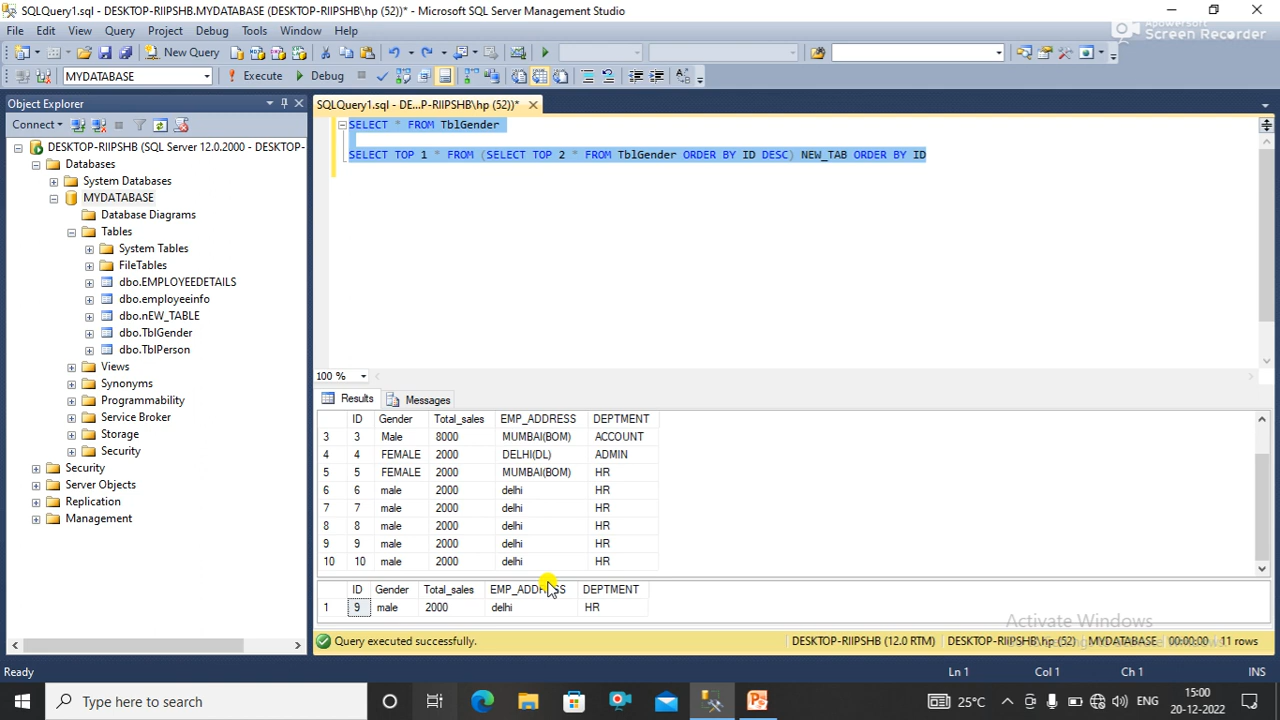 SQLQuery1.sql - DESKTOP-RIIPSHB.MYDATABASE (DESKTOP-RIIPSHB\hp (52))* - Microsoft SQL Server Management Studio
Apowersoft
Screen Recorder
File Edit View Query Project Debug Tools Window Help
New Query
MYDATABASE Execute Debug
Object Explorer
SQLQuery1.sql - DE...P-RIIPSHB\hp (52))*
Connect
SELECT * FROM TblGender
DESKTOP-RIIPSHB (SQL Server 12.0.2000 - DESKTOP-
SELECT TOP 1 * FROM (SELECT TOP 2 * FROM TblGender ORDER BY ID DESC) NEW_TAB ORDER BY ID
Databases
System Databases
MYDATABASE
Database Diagrams
Tables
System Tables
FileTables
dbo.EMPLOYEEDETAILS
dbo.employeeinfo
dbo.nEW_TABLE
dbo.TblGender
dbo.TblPerson
Views
Synonyms
Programmability
Service Broker
Storage
Security
Security
Server Objects
Replication
Management
100 %
Results Messages
ID Gender Total_sales EMP_ADDRESS DEPTMENT
3 3 Male 8000 MUMBAI(BOM) ACCOUNT
4 4 FEMALE 2000 DELHI(DL) ADMIN
5 5 FEMALE 2000 MUMBAI(BOM) HR
6 6 male 2000 delhi HR
7 7 male 2000 delhi HR
8 8 male 2000 delhi HR
9 9 male 2000 delhi HR
10 10 male 2000 delhi HR
ID Gender Total_sales EMP_ADDRESS DEPTMENT
1 9 male 2000 delhi HR
Activate Windows
Query executed successfully. DESKTOP-RIIPSHB (12.0 RTM) DESKTOP-RIIPSHB\hp (52) MYDATABASE 00:00:00 11 rows
Ready Ln 1 Col 1 Ch 1 INS
Type here to search
25°C ENG
15:00
20-12-2022